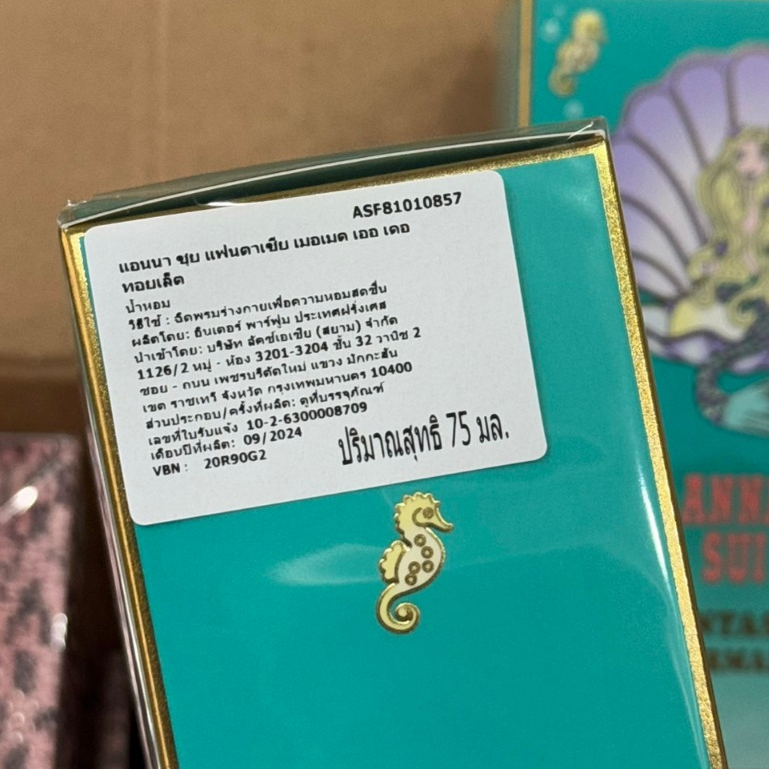 ASF81010857
แอนนา ซุย แฟนตาเซีย เมอเมด เออ เดอ
ทอยเล็ต
น้ำหอม
วิธีใช้ : ฉีดพรมร่างกายเพื่อความหอมสดชื่น
ผลิตโดย: อินเตอร์ พาร์ฟูม ประเทศฝรั่งเศส
นำเข้าโดย: บริษัท ลัคซ์เอเซีย (สยาม) จำกัด
1126/2 หมู่ - ห้อง 3201-3204 ชั้น 32 วานิช 2
ซอย - ถนน เพชรบุรีตัดใหม่ แขวง มักกะสัน
เขต ราชเทวี จังหวัด กรุงเทพมหานคร 10400
ส่วนประกอบ/ครั้งที่ผลิต: ดูที่บรรจุภัณฑ์
เลขที่ใบรับแจ้ง 10-2-6300008709
เดือนปีที่ผลิต: 09/2024
VBN : 20R90G2
ปริมาณสุทธิ 75 มล.
ANNA
SUI